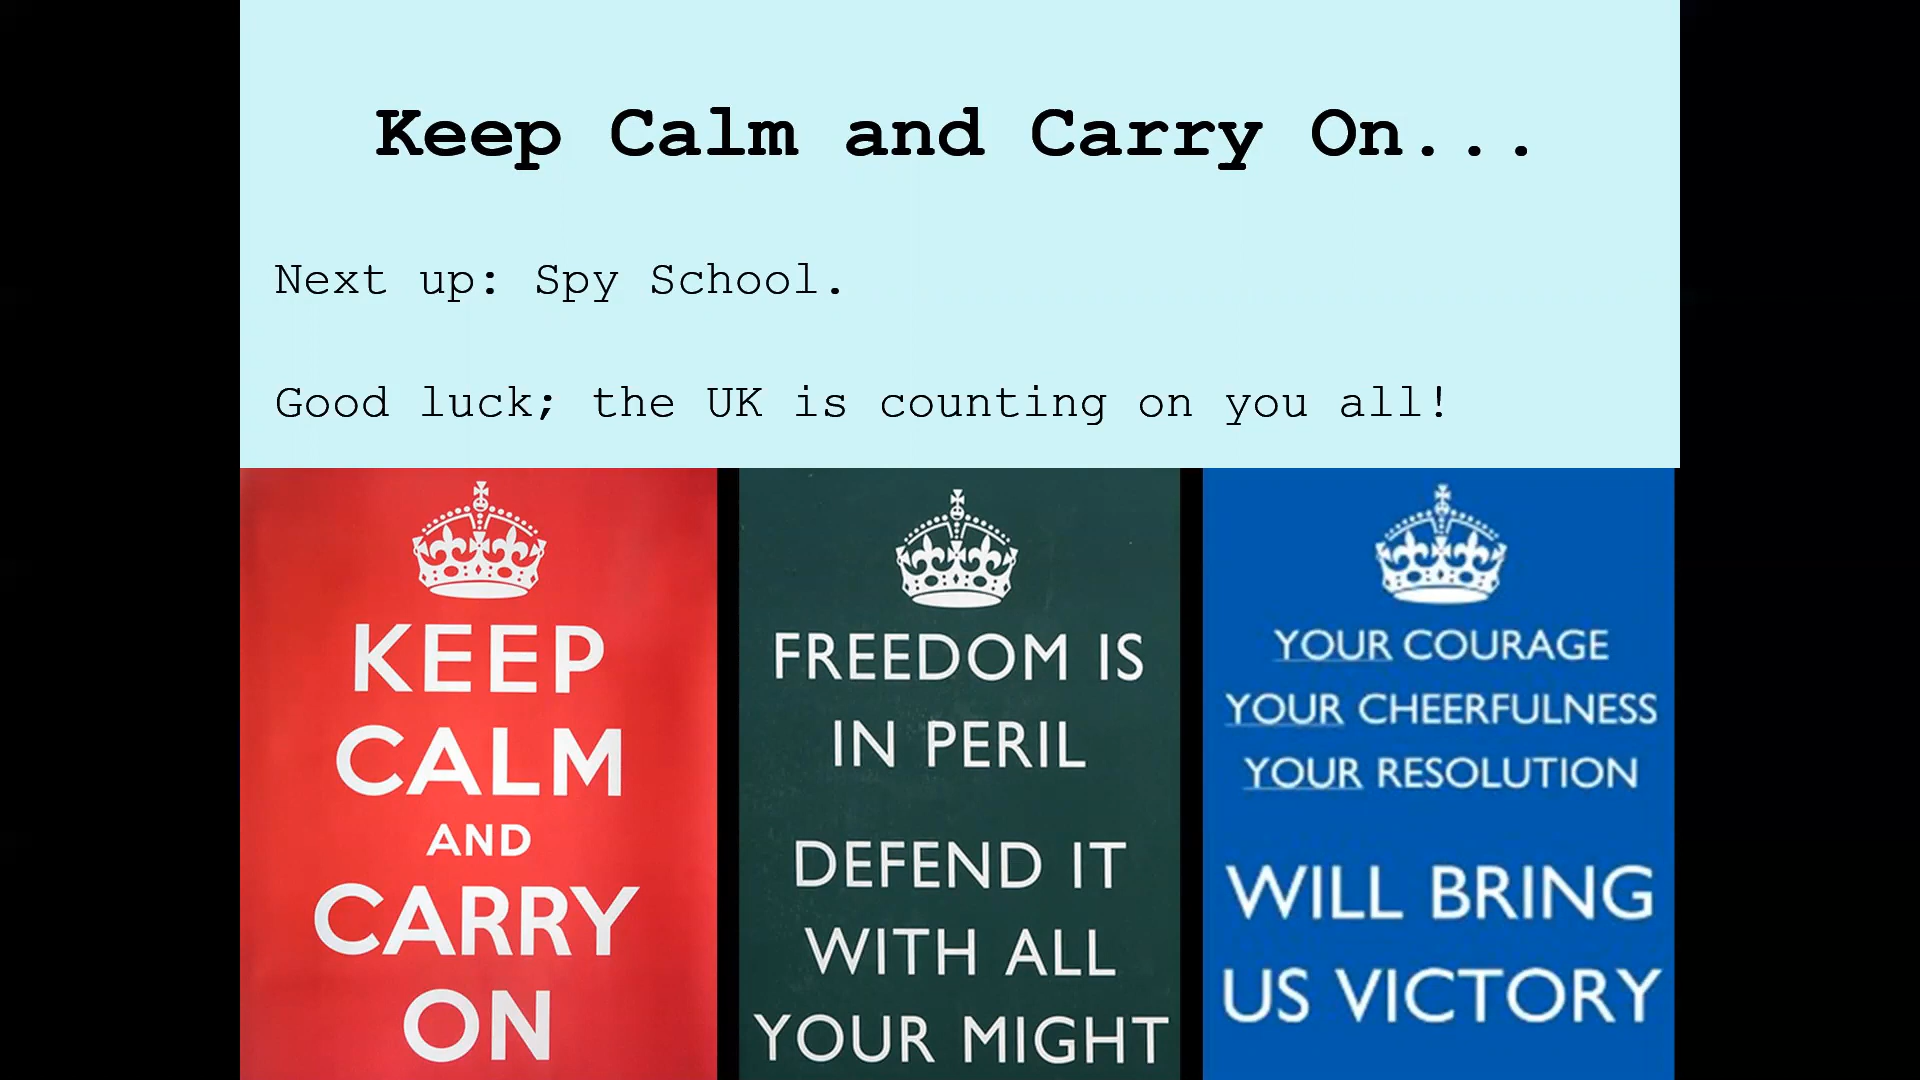 Keep Calm and Carry On...
Next up: Spy School.
Good luck; the UK is counting on you all!
KEEP
CALM
AND
CARRY
ON
FREEDOM IS
IN PERIL
DEFEND IT
WITH ALL
YOUR MIGHT
YOUR COURAGE
YOUR CHEERFULNESS
YOUR RESOLUTION
WILL BRING
US VICTORY